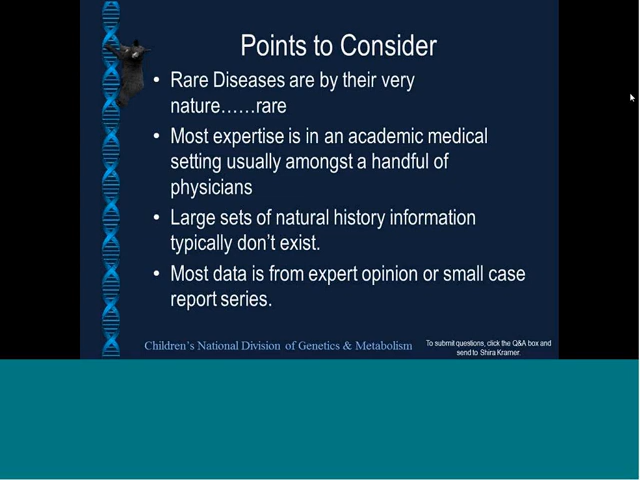 Points to Consider
• Rare Diseases are by their very
nature......rare
• Most expertise is in an academic medical
setting usually amongst a handful of
physicians
• Large sets of natural history information
typically don't exist.
• Most data is from expert opinion or small case
report series.
Children's National Division of Genetics & Metabolism
To submit questions, click the Q&A box and
send to Shira Kramer.